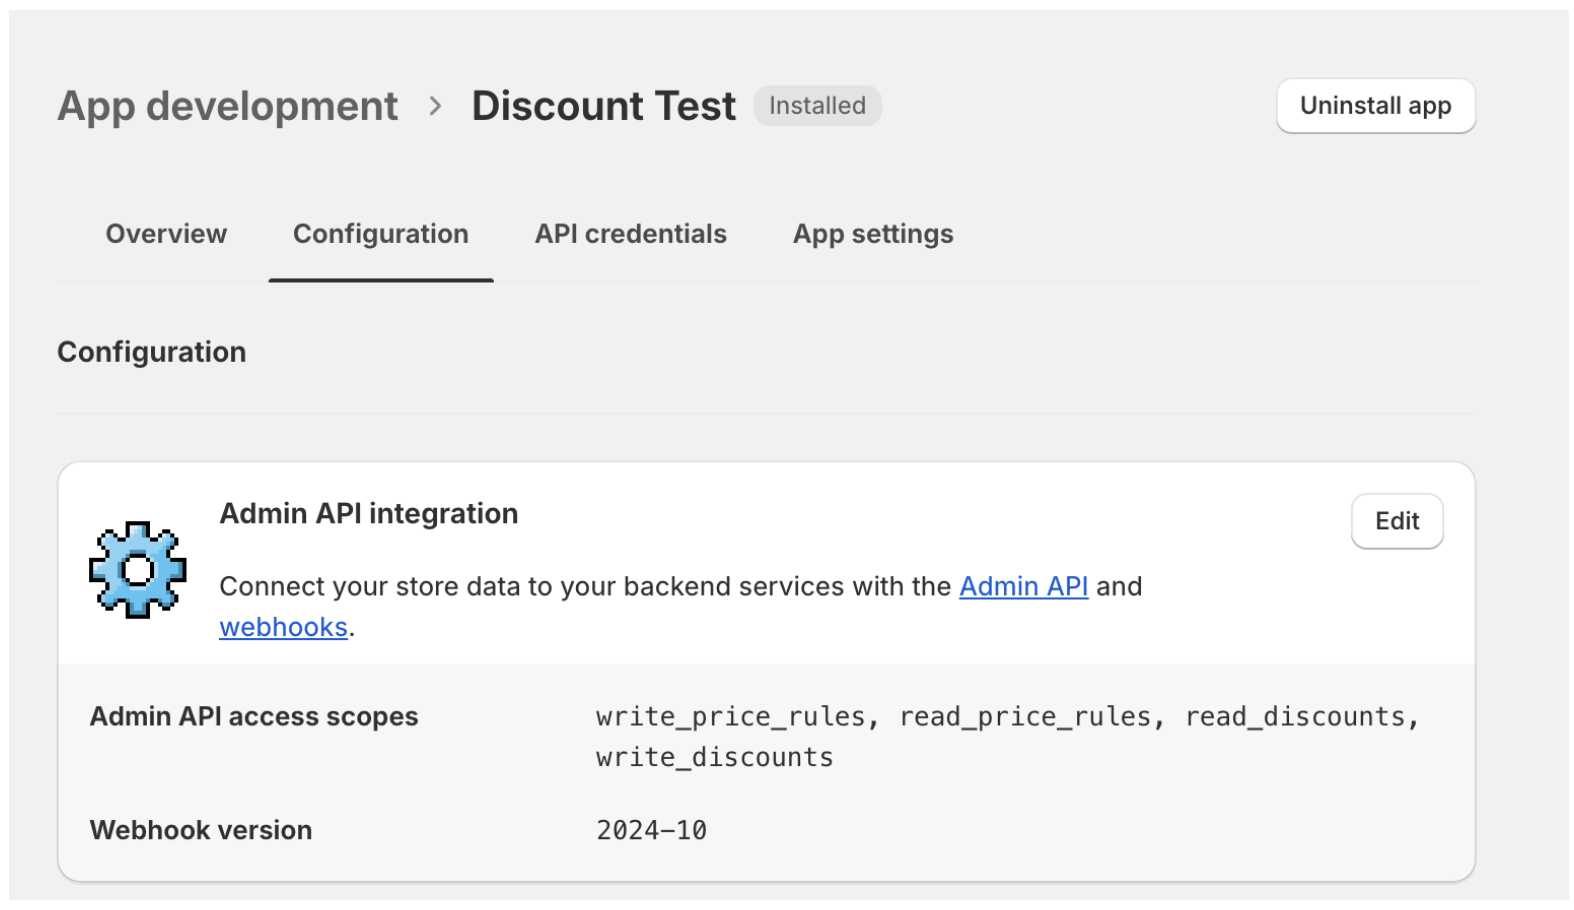 App development > Discount Test Installed Uninstall app
Overview Configuration API credentials App settings
Configuration
Admin API integration
Edit
Connect your store data to your backend services with the Admin API and
webhooks.
Admin API access scopes write_price_rules, read_price_rules, read_discounts,
write_discounts
Webhook version 2024-10